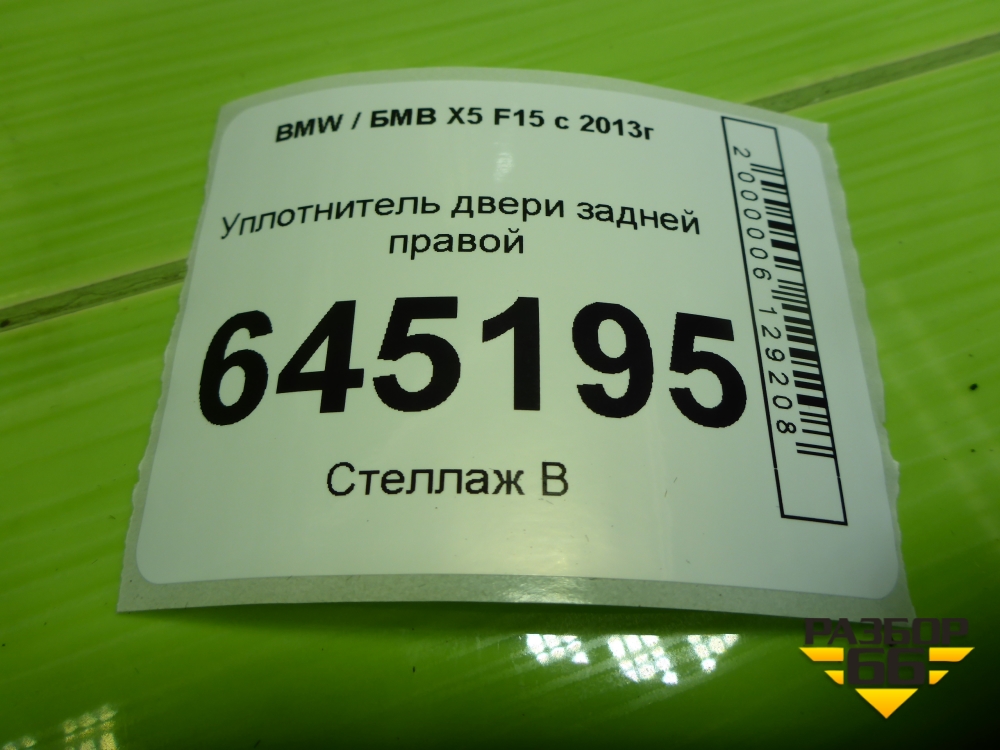 BMW / БМВ X5 F15 с 2013г
Уплотнитель двери задней
правой
645195
Стеллаж B
2000006129208
РАЗБОР
66